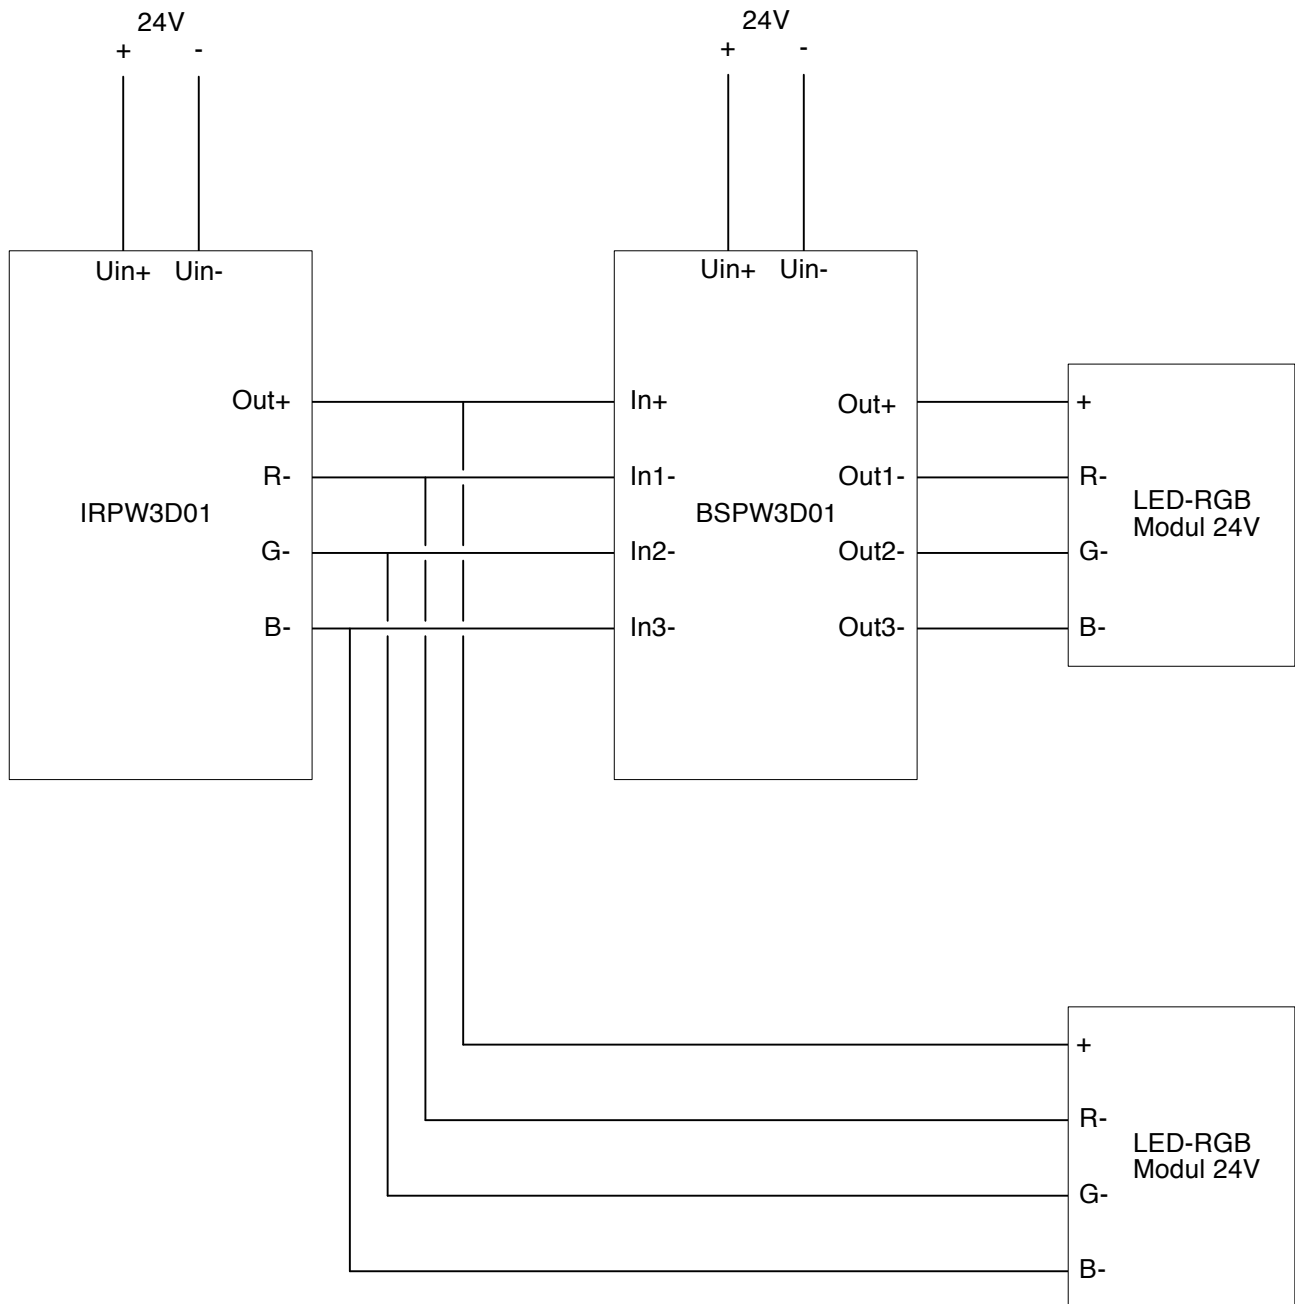 24V
+ -
24V
+ -
Uin+ Uin-
Uin+ Uin-
Out+
R-
IRPW3D01
G-
B-
In+
In1-
In2-
In3-
BSPW3D01
Out+
Out1-
Out2-
Out3-
+
R-
G-
B-
LED-RGB
Modul 24V
+
R-
G-
B-
LED-RGB
Modul 24V